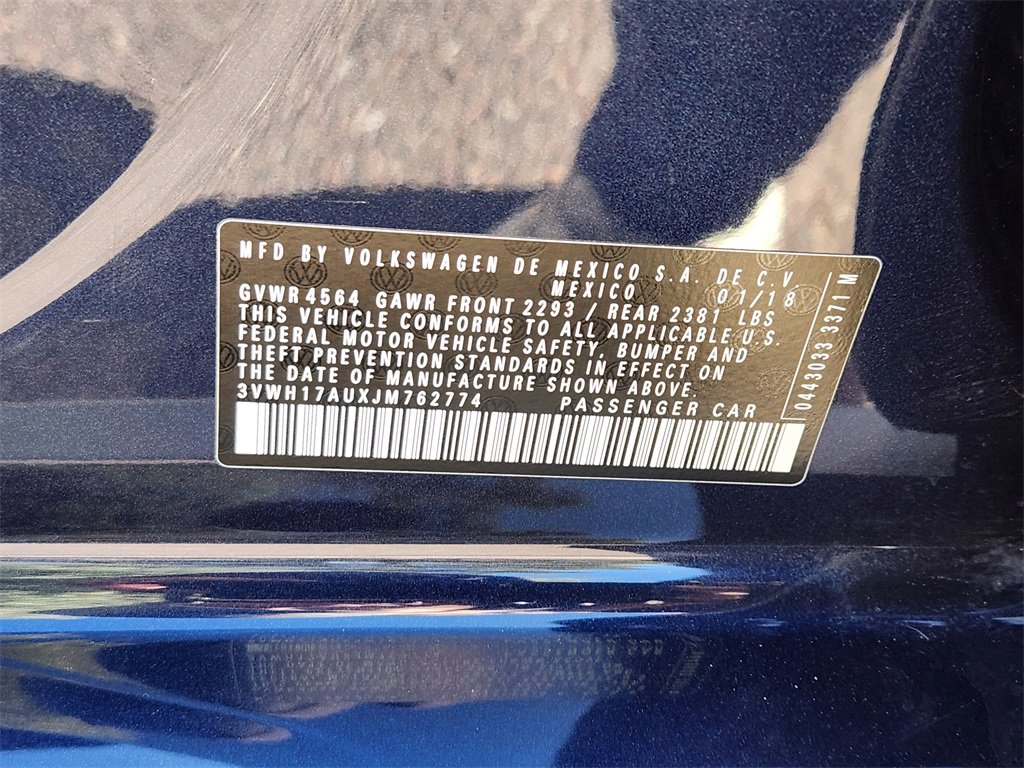 MFD BY VOLKSWAGEN DE MEXICO S.A. DE C.V.
MEXICO 01/18
GVWR 4564 GAWR FRONT 2293 / REAR 2381 LBS
THIS VEHICLE CONFORMS TO ALL APPLICABLE U.S.
FEDERAL MOTOR VEHICLE SAFETY, BUMPER AND
THEFT PREVENTION STANDARDS IN EFFECT ON
THE DATE OF MANUFACTURE SHOWN ABOVE.
3VWH17AUXJM762774 PASSENGER CAR
0443033 3371 M